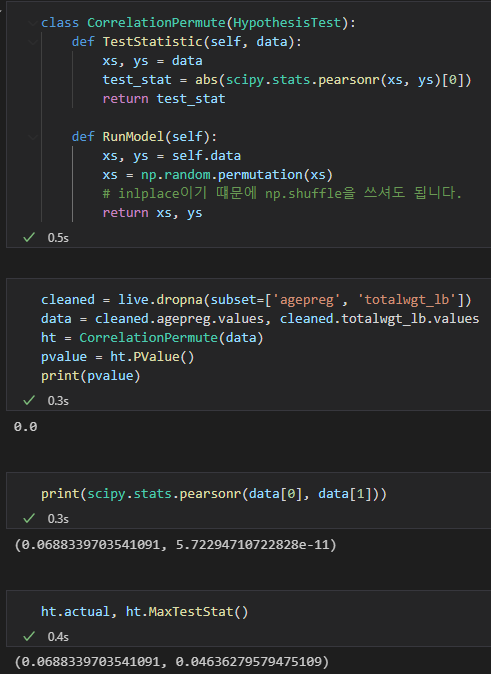 class CorrelationPermute(HypothesisTest):
    def TestStatistic(self, data):
        xs, ys = data
        test_stat = abs(scipy.stats.pearsonr(xs, ys)[0])
        return test_stat
    def RunModel(self):
        xs, ys = self.data
        xs = np.random.permutation(xs)
        # inlplace이기 떄문에 np.shuffle을 쓰셔도 됩니다.
        return xs, ys
0.5s
cleaned = live.dropna(subset=['agepreg', 'totalwgt_lb'])
data = cleaned.agepreg.values, cleaned.totalwgt_lb.values
ht = CorrelationPermute(data)
pvalue = ht.PValue()
print(pvalue)
0.3s
0.0
print(scipy.stats.pearsonr(data[0], data[1]))
0.3s
(0.0688339703541091, 5.72294710722828e-11)
ht.actual, ht.MaxTestStat()
0.4s
(0.0688339703541091, 0.04636279579475109)